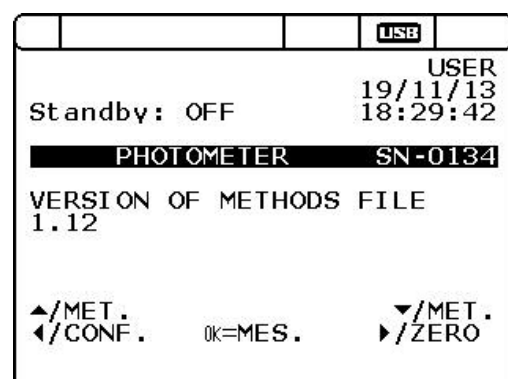 USB
USER
19/11/13
Standby: OFF 18:29:42
PHOTOMETER SN-0134
VERSION OF METHODS FILE
1.12
▲/MET. ▼/MET.
◀/CONF. OK=MES. ▶/ZERO